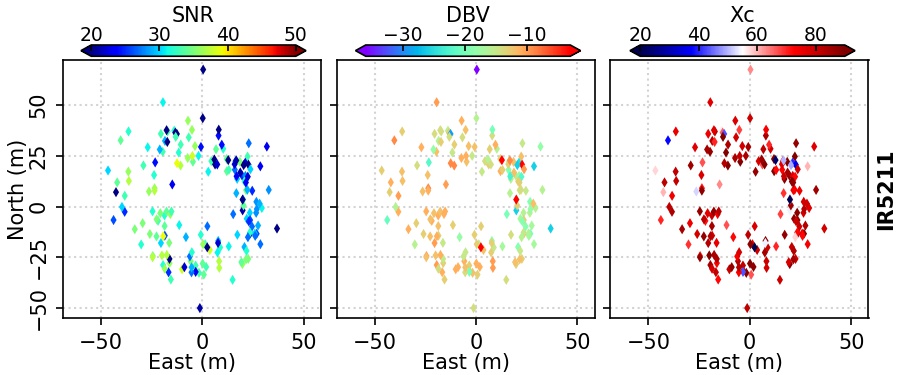 SNR DBV Xc
20 30 40 50 −30 −20 −10 20 40 60 80
50
25
0
−25
−50
North (m)
−50 0 50 −50 0 50 −50 0 50
East (m) East (m) East (m)
IR5211